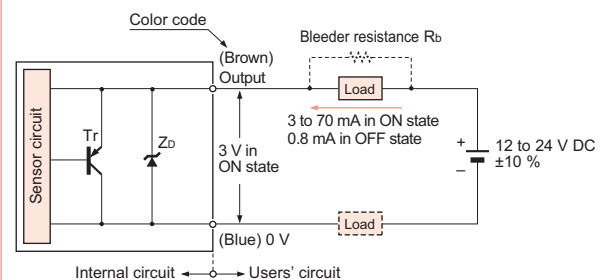 Color code
(Brown)
Output
Bleeder resistance Rb
Load
3 to 70 mA in ON state
0.8 mA in OFF state
Sensor circuit
Tr
ZD
3 V in
ON state
+
12 to 24 V DC
±10 %
–
Load
(Blue) 0 V
Internal circuit
Users' circuit